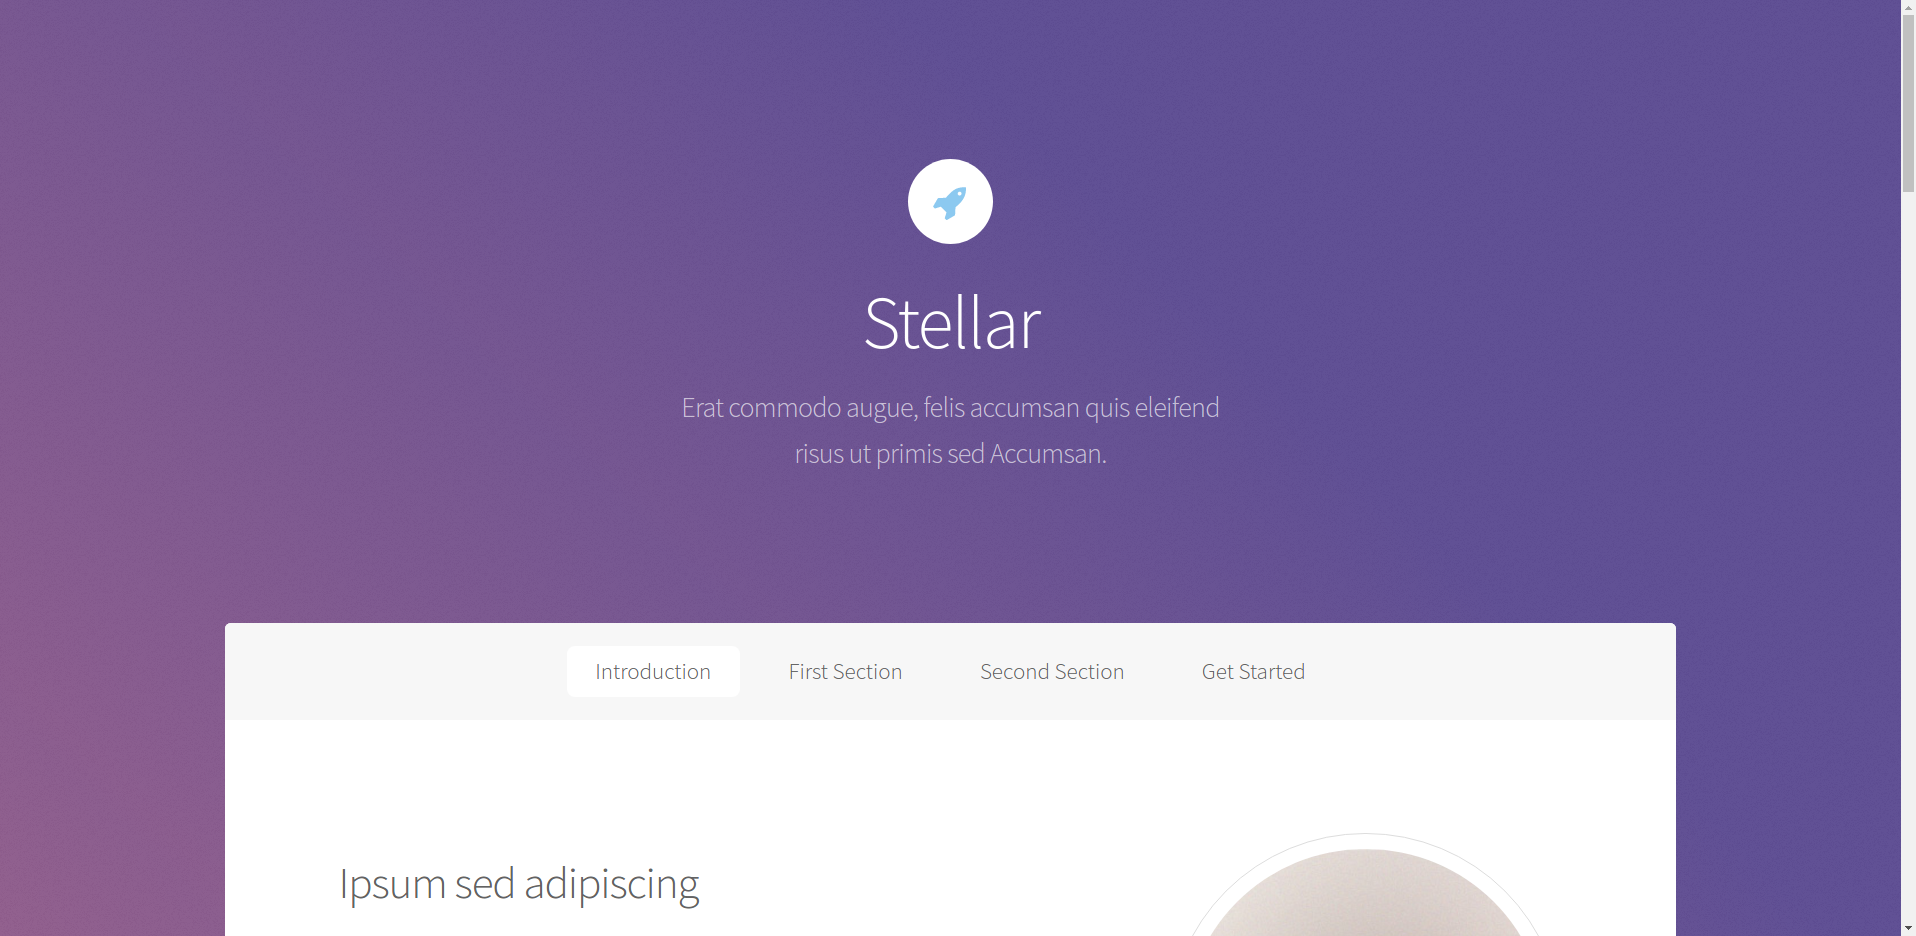 Stellar
Erat commodo augue, felis accumsan quis eleifend
risus ut primis sed Accumsan.
Introduction First Section Second Section Get Started
Ipsum sed adipiscing